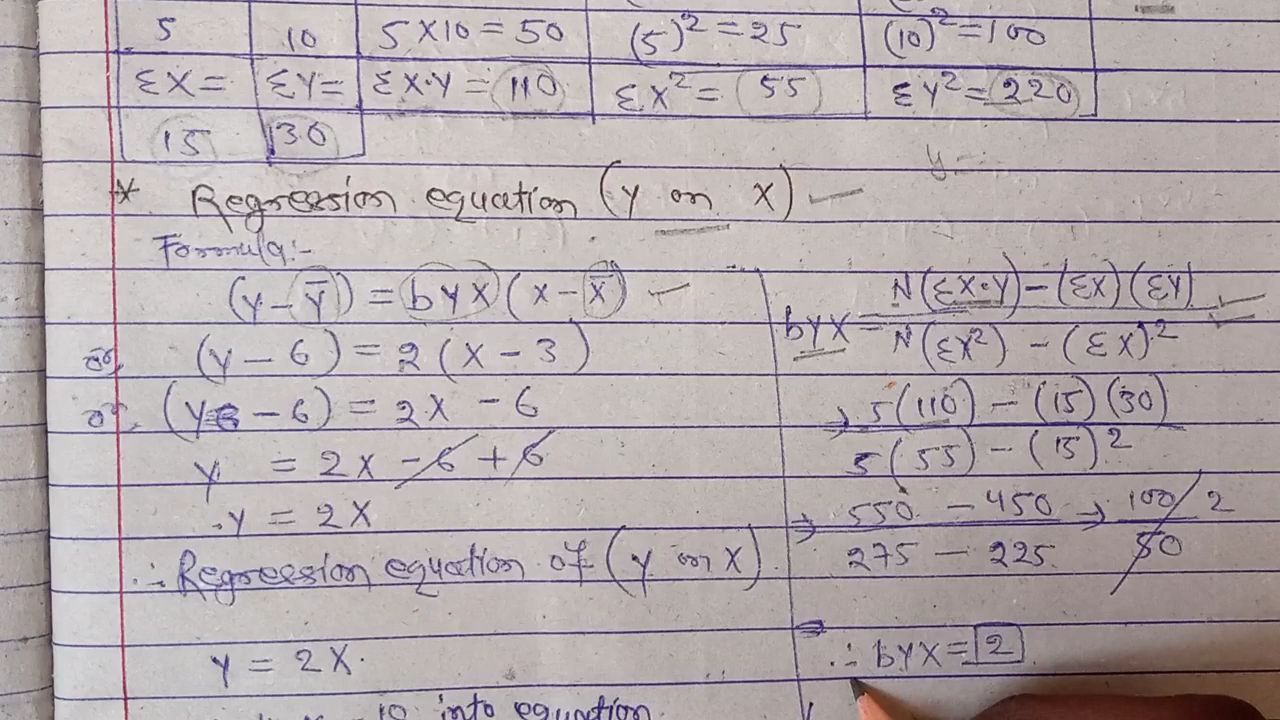 5 10 5×10=50 (5)²=25 (10)²=100
ΣX= ΣY= ΣX·Y = 110 ΣX²= 55 ΣY²=220
15 30
y=
* Regression equation (Y on X)
Formula:-
(y-Ȳ) = bYX (x-X̄)
(y-6) = 2(x-3)
(y-6) = 2x-6
y = 2x-6+6
.y = 2x
∴ Regression equation of (y on x)
y = 2x.
10 into equation
bYX = N(ΣX·Y)-(ΣX)(ΣY) / N(ΣX²)-(ΣX)²
→ 5(110)-(15)(30) / 5(55)-(15)²
⇒ 550-450 / 275-225 → 100/50 2
⇒ ∴ bYX = 2